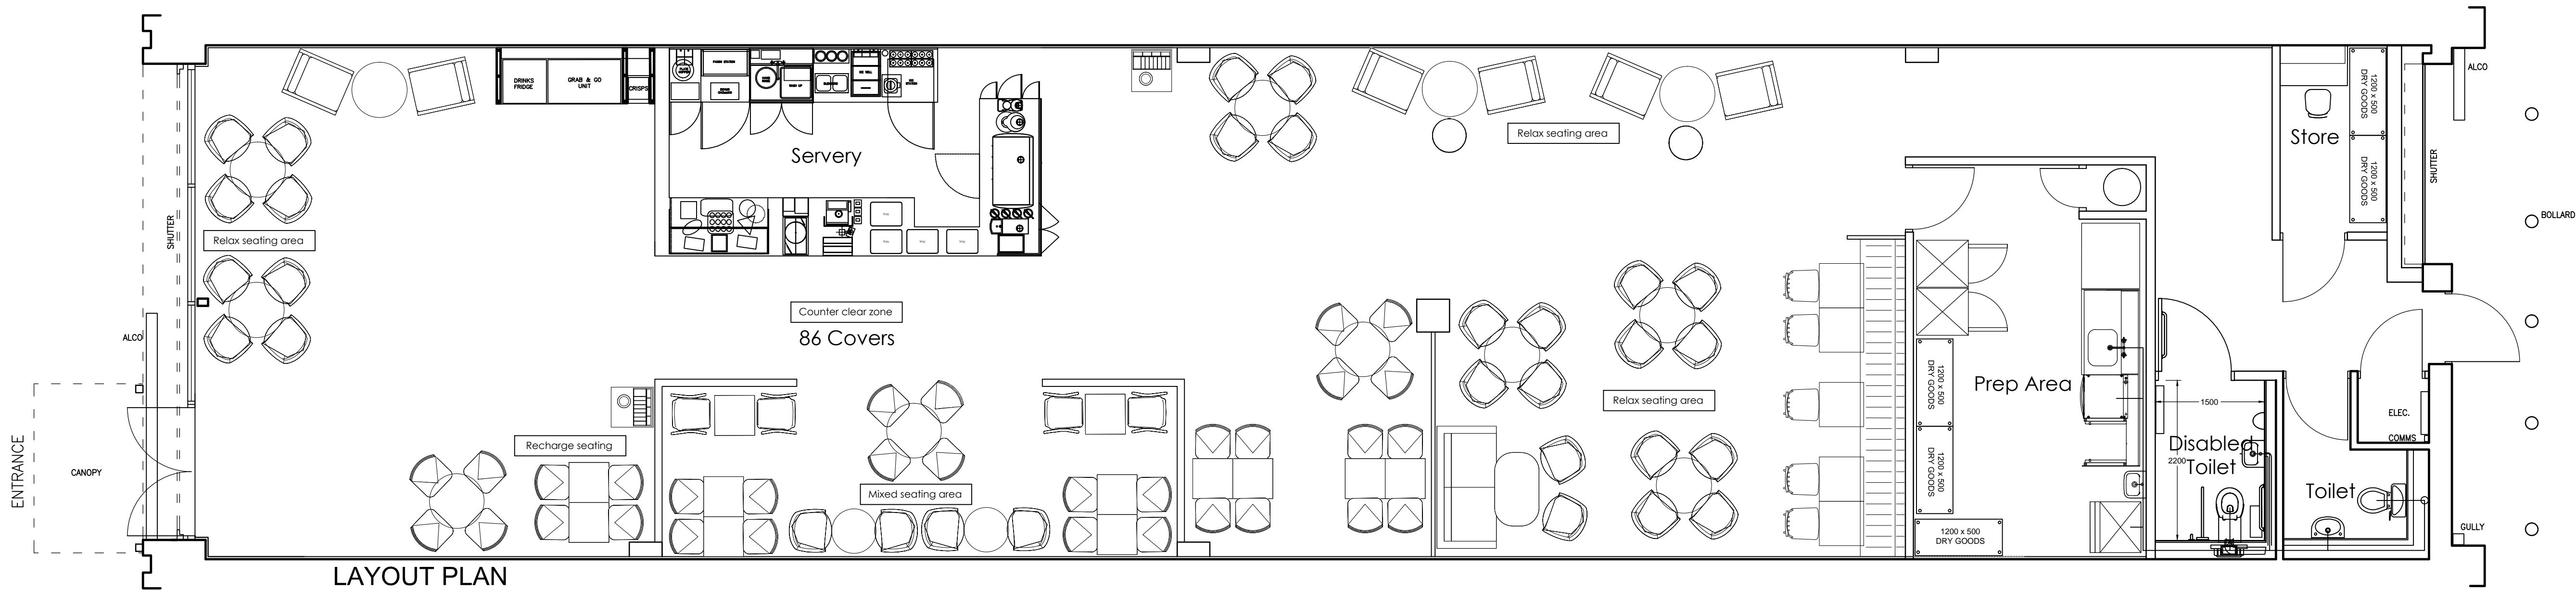 ENTRANCE
CANOPY
ALCO
SHUTTER
Relax seating area
DRINKS
FRIDGE
GRAB & GO
UNIT
CRISPS
Servery
Counter clear zone
86 Covers
Recharge seating
Mixed seating area
Relax seating area
Relax seating area
Prep Area
1200 x 500
DRY GOODS
1200 x 500
DRY GOODS
1200 x 500
DRY GOODS
Disabled
Toilet
1500
2200
Toilet
Store
1200 x 500
DRY GOODS
1200 x 500
DRY GOODS
ELEC.
COMMS
SHUTTER
ALCO
BOLLARD
GULLY
LAYOUT PLAN